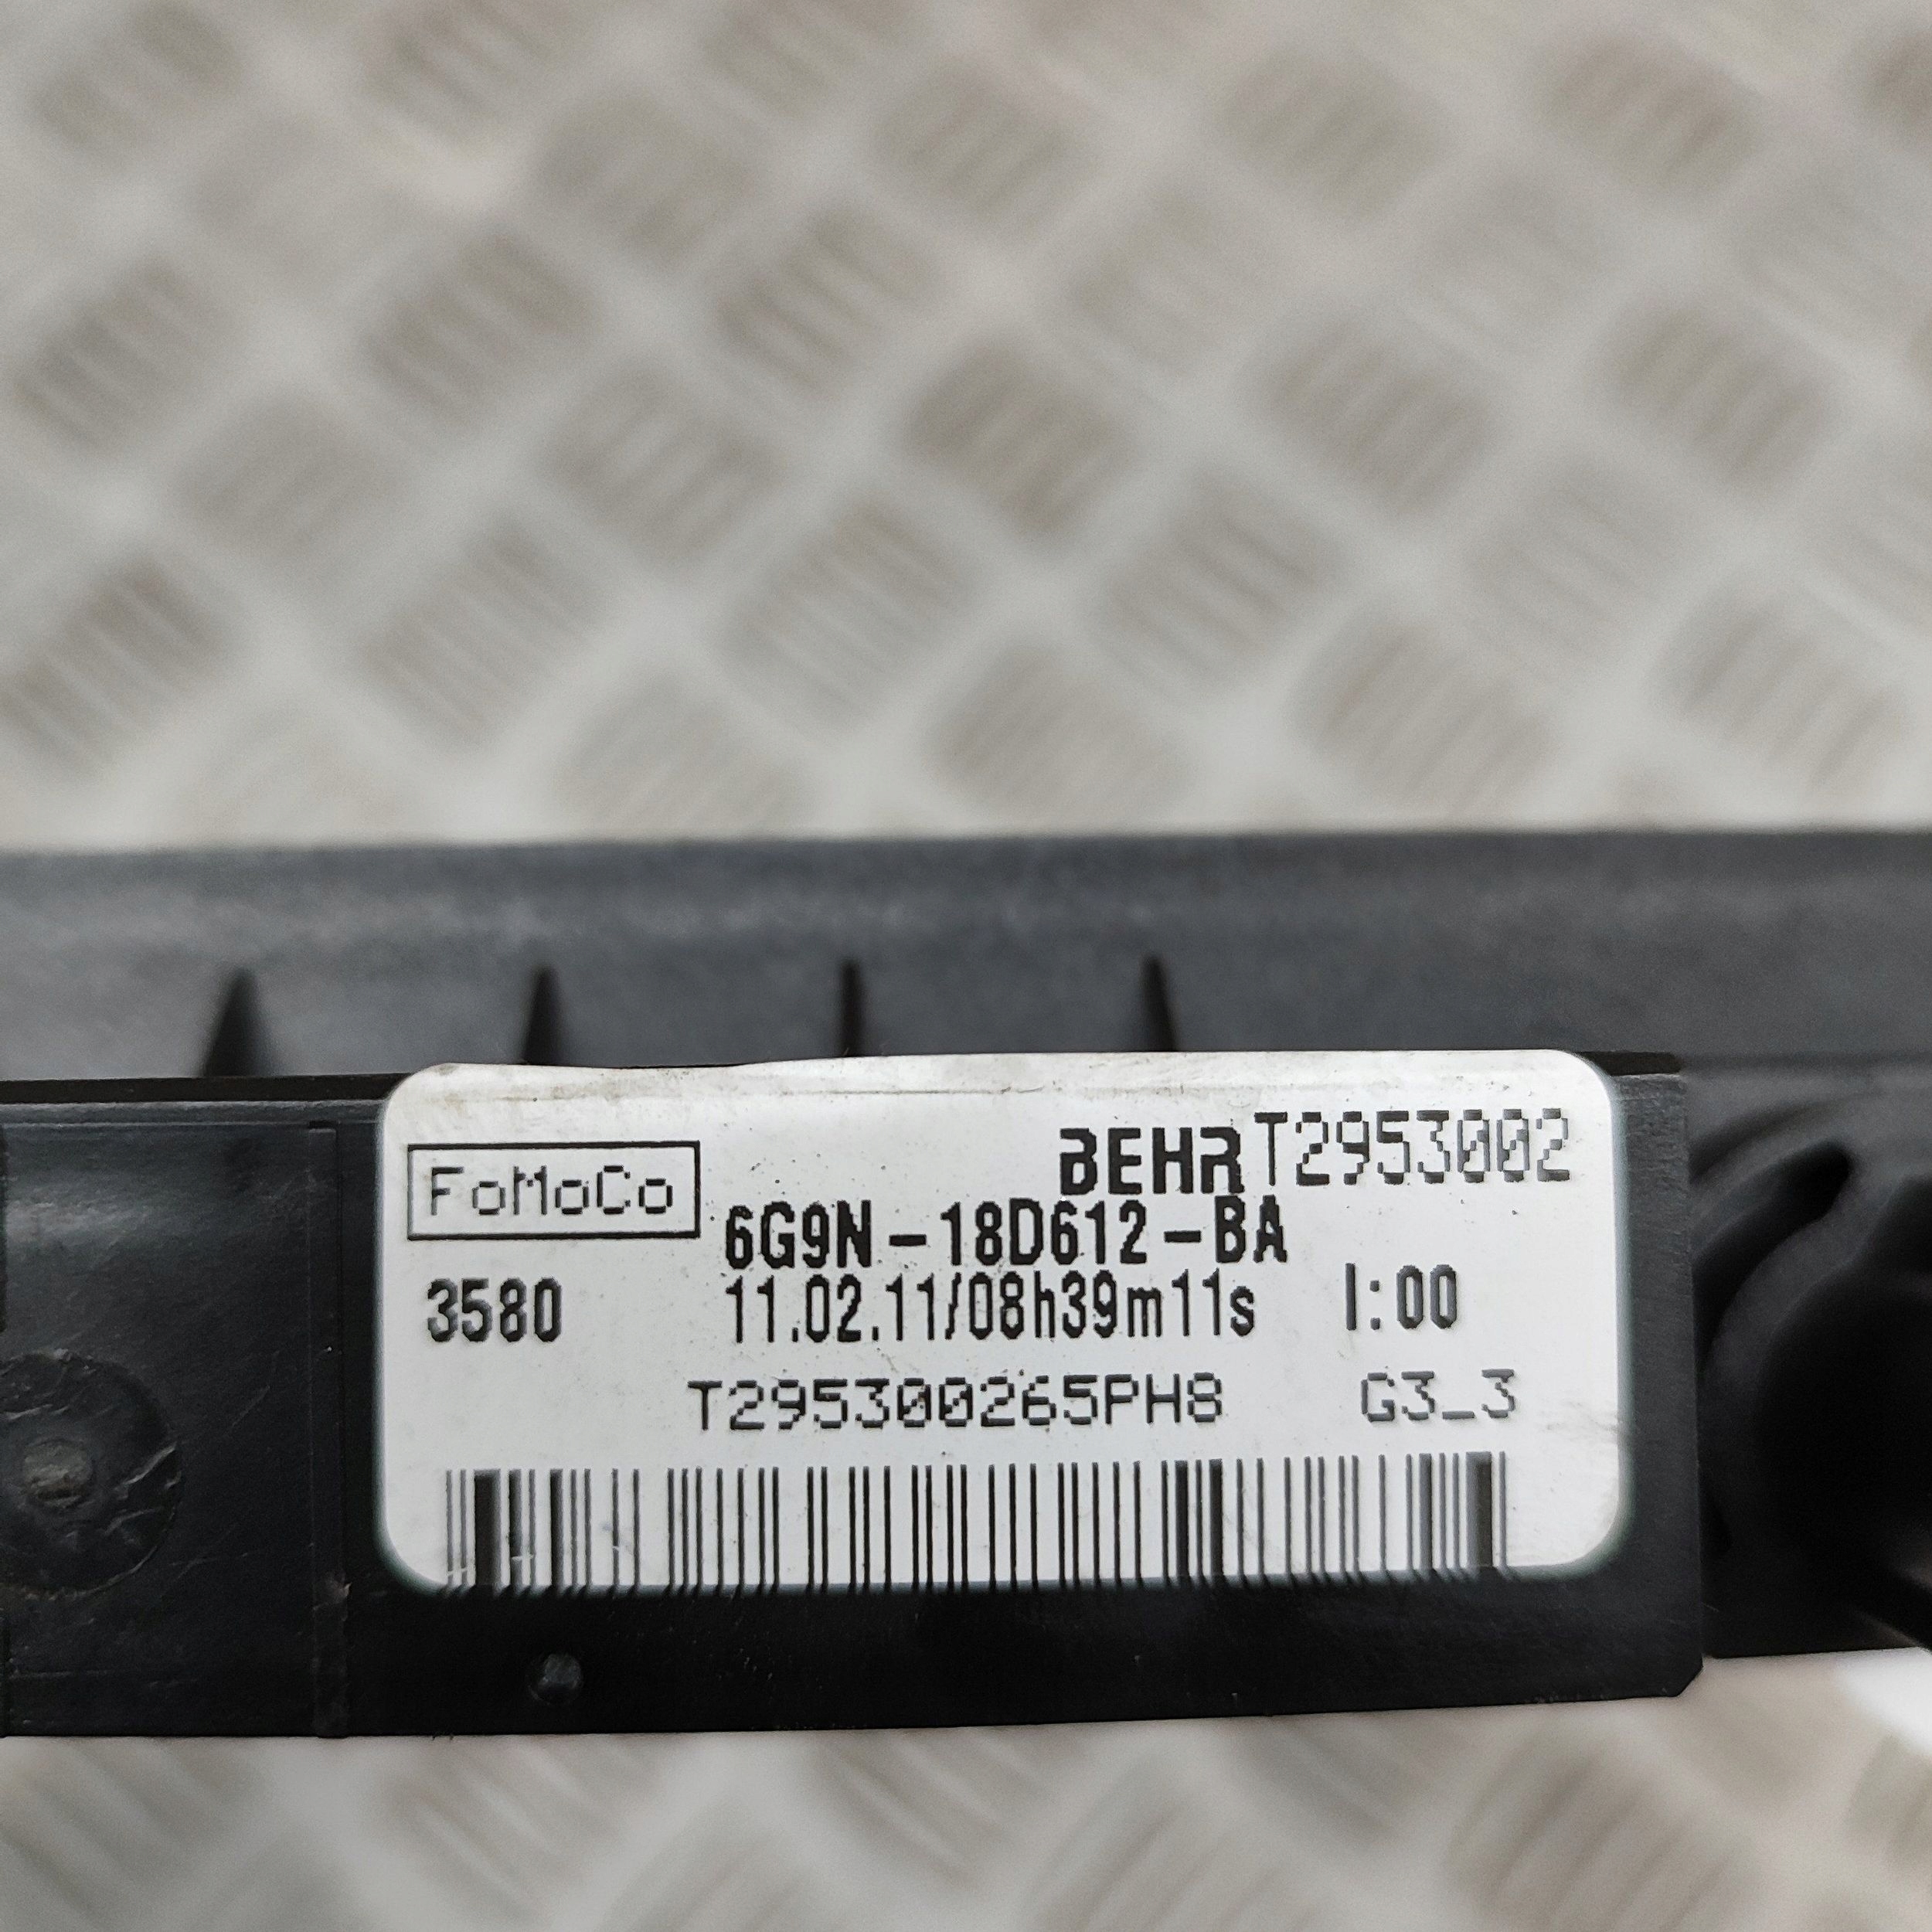 BEHR T2953002
FoMoCo
6G9N-18D612-BA
3580 11.02.11/08h39m11s I:00
T295300265PH8 G3_3